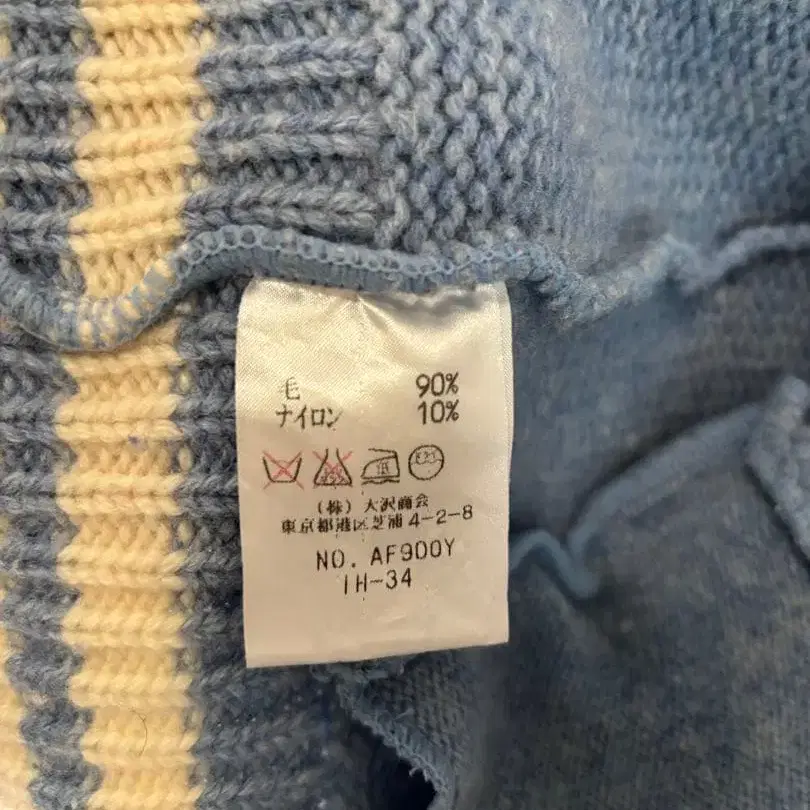 毛 90%
ナイロン 10%
(株) 大沢商会
東京都港区芝浦 4-2-8
NO. AF900Y
IH-34